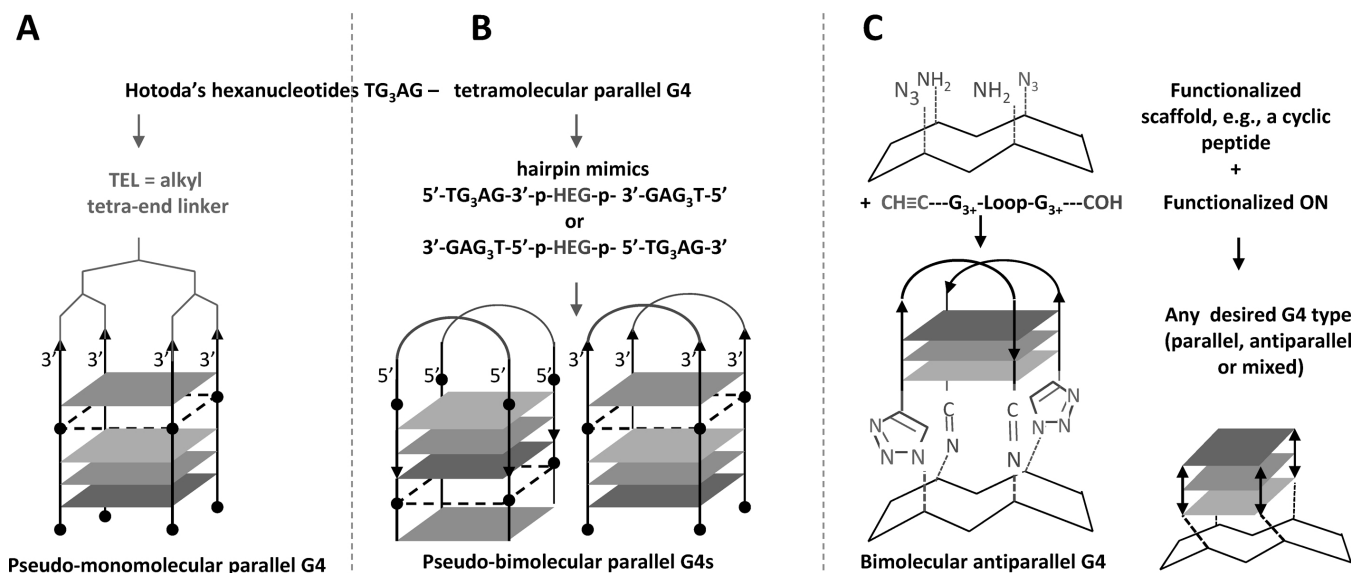 A
B
C
Hotoda's hexanucleotides TG3AG – tetramolecular parallel G4
TEL = alkyl
tetra-end linker
3' 3' 3' 3'
Pseudo-monomolecular parallel G4
hairpin mimics
5'-TG3AG-3'-p-HEG-p- 3'-GAG3T-5'
or
3'-GAG3T-5'-p-HEG-p- 5'-TG3AG-3'
5' 5' 5' 5' 3' 3' 3' 3'
Pseudo-bimolecular parallel G4s
N3 NH2 NH2 N3
+ CH≡C---G3+-Loop-G3+---COH
C C
N N
N N N
N N N
Bimolecular antiparallel G4
Functionalized
scaffold, e.g., a cyclic
peptide
+
Functionalized ON
Any desired G4 type
(parallel, antiparallel
or mixed)